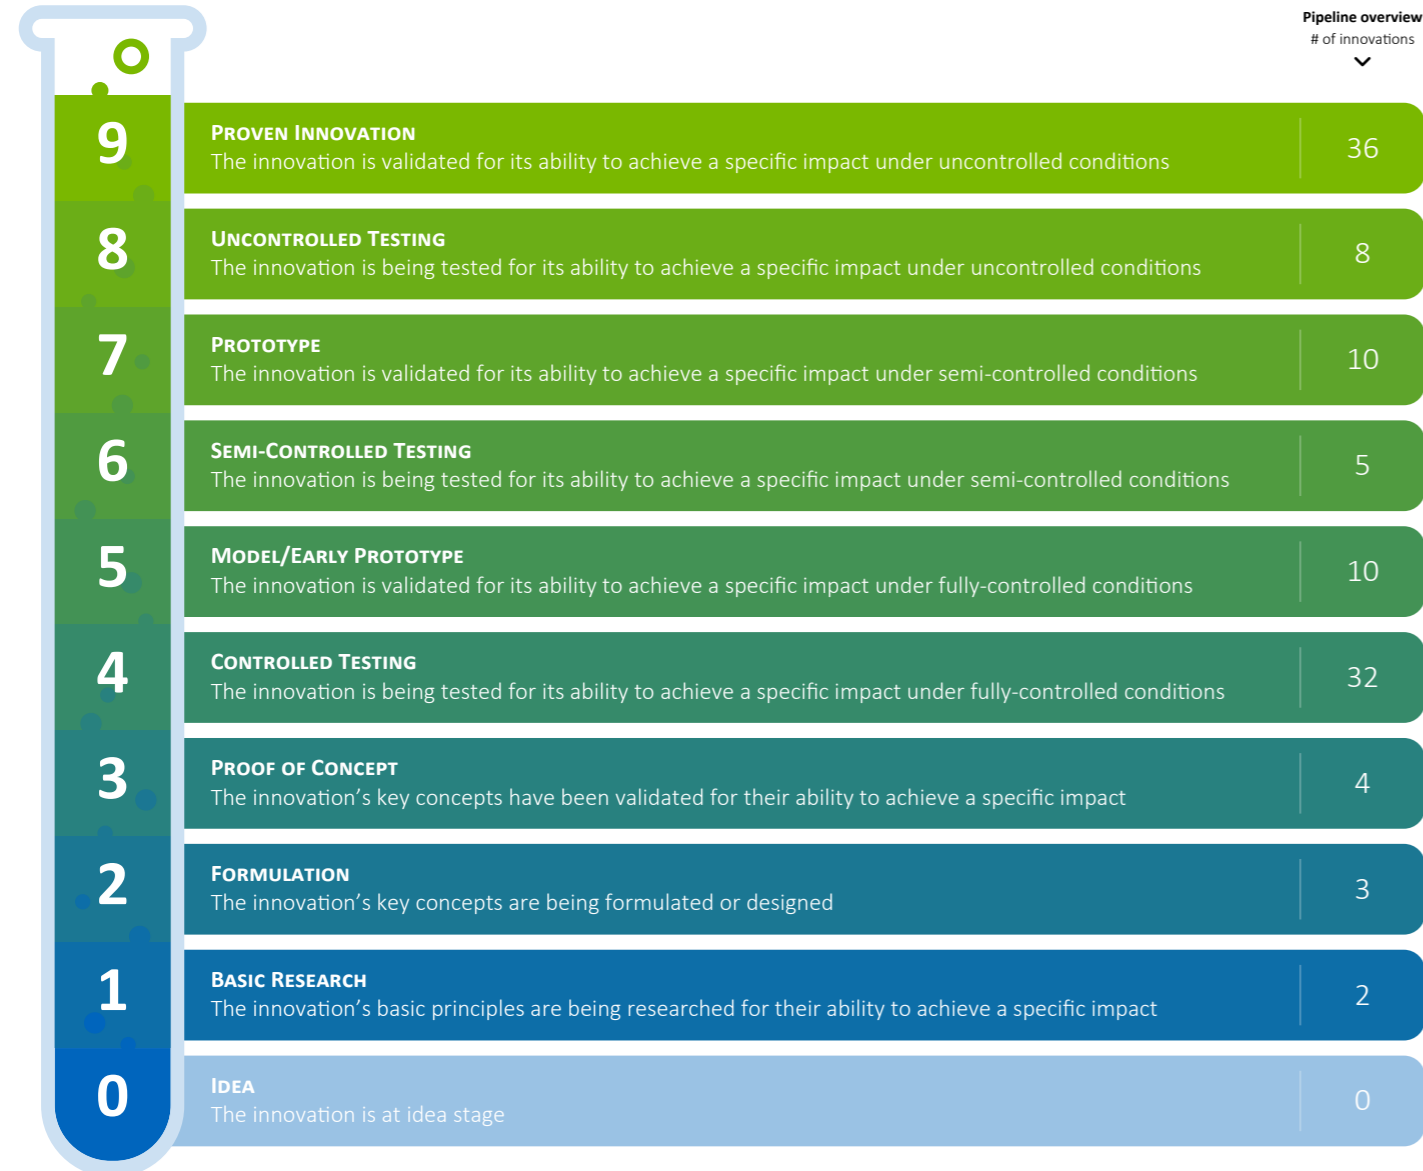 Pipeline overview
# of innovations
9
PROVEN INNOVATION
The innovation is validated for its ability to achieve a specific impact under uncontrolled conditions
36
8
UNCONTROLLED TESTING
The innovation is being tested for its ability to achieve a specific impact under uncontrolled conditions
8
7
PROTOTYPE
The innovation is validated for its ability to achieve a specific impact under semi-controlled conditions
10
6
SEMI-CONTROLLED TESTING
The innovation is being tested for its ability to achieve a specific impact under semi-controlled conditions
5
5
MODEL/EARLY PROTOTYPE
The innovation is validated for its ability to achieve a specific impact under fully-controlled conditions
10
4
CONTROLLED TESTING
The innovation is being tested for its ability to achieve a specific impact under fully-controlled conditions
32
3
PROOF OF CONCEPT
The innovation’s key concepts have been validated for their ability to achieve a specific impact
4
2
FORMULATION
The innovation’s key concepts are being formulated or designed
3
1
BASIC RESEARCH
The innovation’s basic principles are being researched for their ability to achieve a specific impact
2
0
IDEA
The innovation is at idea stage
0